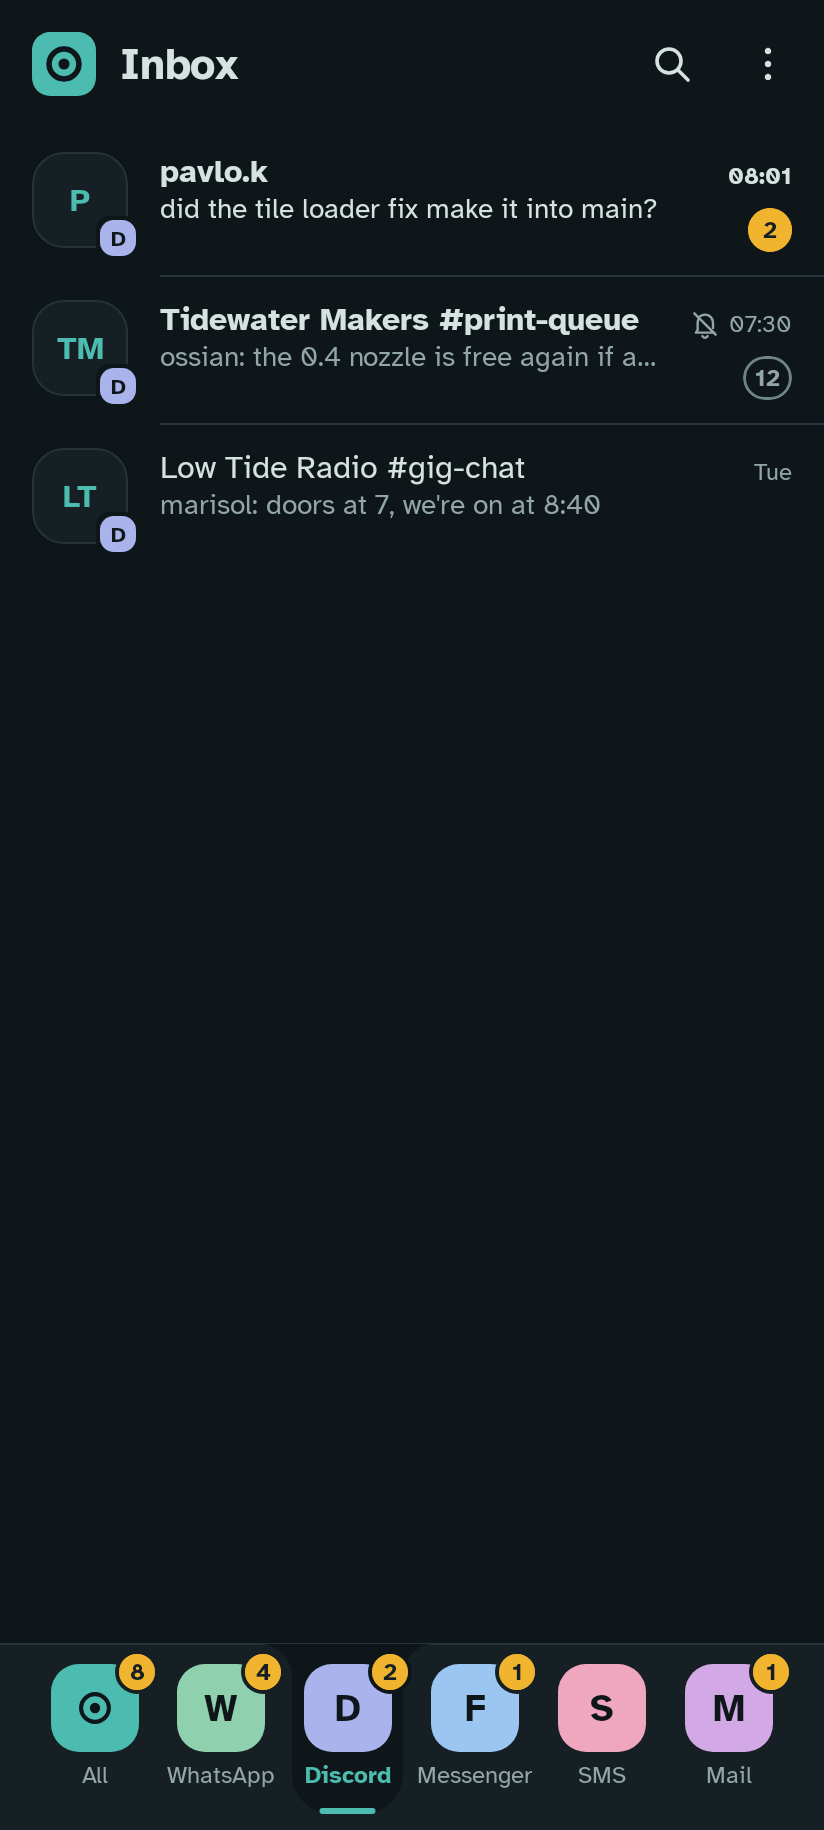 Inbox
P
D
pavlo.k
08:01
did the tile loader fix make it into main?
2
TM
D
Tidewater Makers #print-queue
07:30
ossian: the 0.4 nozzle is free again if a...
12
LT
D
Low Tide Radio #gig-chat
Tue
marisol: doors at 7, we're on at 8:40
8
4
2
1
1
W
D
F
S
M
All
WhatsApp
Discord
Messenger
SMS
Mail